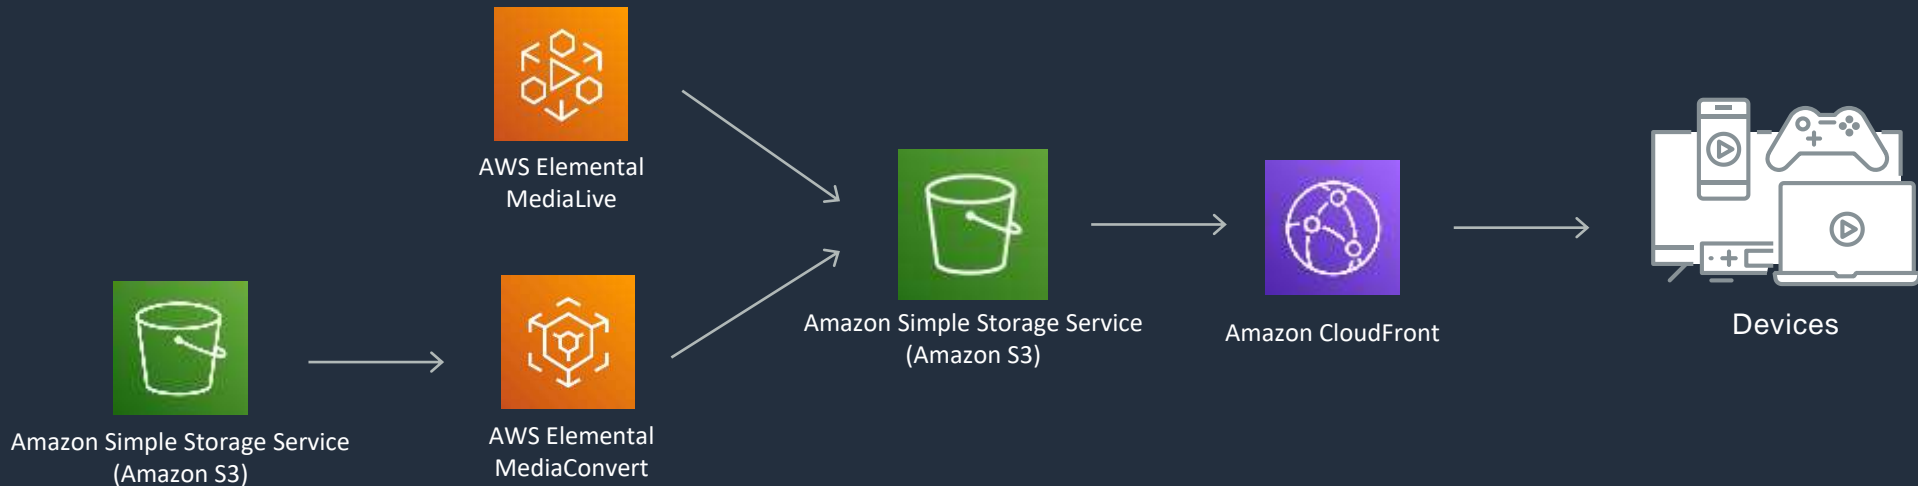 AWS Elemental
MediaLive
Amazon Simple Storage Service
(Amazon S3)
AWS Elemental
MediaConvert
Amazon Simple Storage Service
(Amazon S3)
Amazon CloudFront
Devices